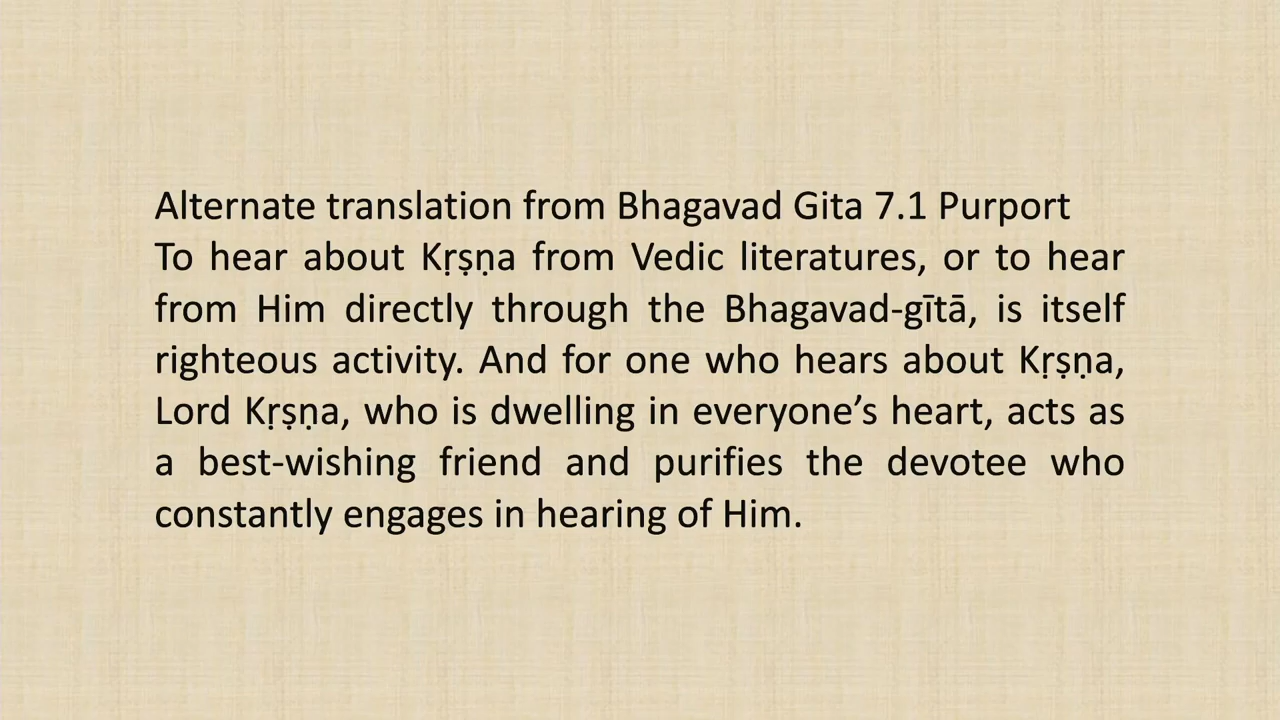 Alternate translation from Bhagavad Gita 7.1 Purport
To hear about Kṛṣṇa from Vedic literatures, or to hear
from Him directly through the Bhagavad-gītā, is itself
righteous activity. And for one who hears about Kṛṣṇa,
Lord Kṛṣṇa, who is dwelling in everyone’s heart, acts as
a best-wishing friend and purifies the devotee who
constantly engages in hearing of Him.